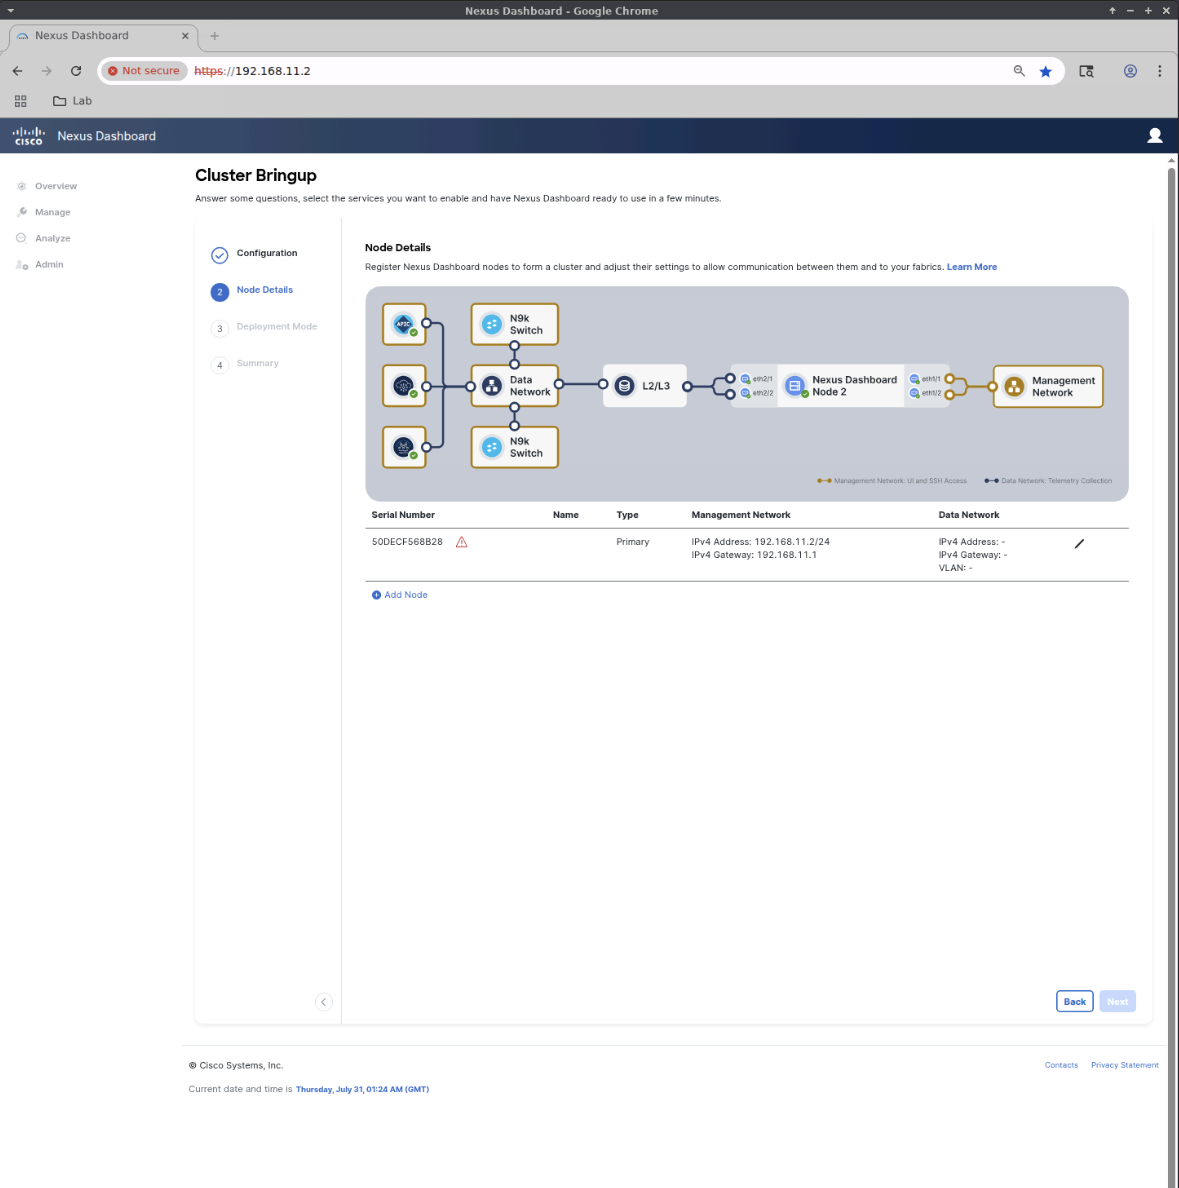 Nexus Dashboard - Google Chrome
Nexus Dashboard
Not secure
https://192.168.11.2
Lab
CISCO
Nexus Dashboard
Overview
Manage
Analyze
Admin
Cluster Bringup
Answer some questions, select the services you want to enable and have Nexus Dashboard ready to use in a few minutes.
Configuration
2
Node Details
3
Deployment Mode
4
Summary
Node Details
Register Nexus Dashboard nodes to form a cluster and adjust their settings to allow communication between them and to your fabrics. Learn More
APIC
N9k
Switch
Data
Network
N9k
Switch
L2/L3
eth2/1
eth2/2
Nexus Dashboard
Node 2
eth1/1
eth1/2
Management
Network
Management Network: UI and SSH Access
Data Network: Telemetry Collection
Serial Number
Name
Type
Management Network
Data Network
50DECF568B28
Primary
IPv4 Address: 192.168.11.2/24
IPv4 Gateway: 192.168.11.1
IPv4 Address: -
IPv4 Gateway: -
VLAN: -
Add Node
Back
Next
© Cisco Systems, Inc.
Contacts
Privacy Statement
Current date and time is Thursday, July 31, 01:24 AM (GMT)